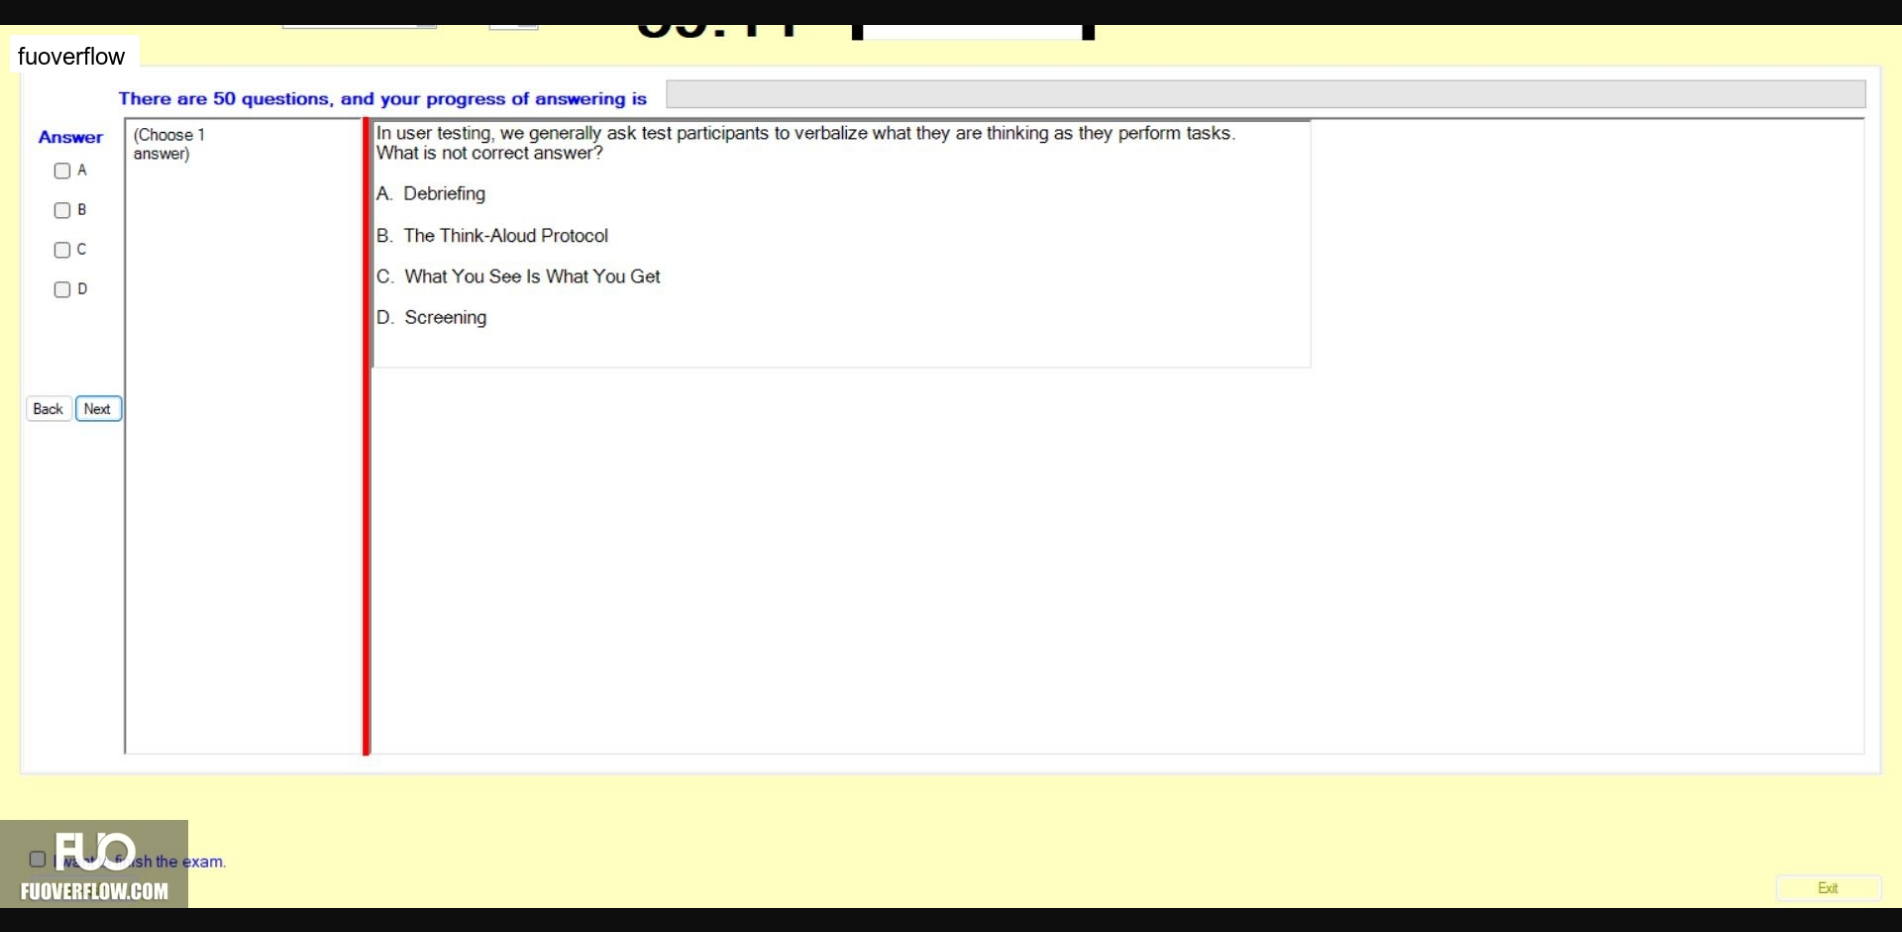 fuoverflow
There are 50 questions, and your progress of answering is
Answer
(Choose 1
answer)
A
B
C
D
Back Next
In user testing, we generally ask test participants to verbalize what they are thinking as they perform tasks.
What is not correct answer?
A. Debriefing
B. The Think-Aloud Protocol
C. What You See Is What You Get
D. Screening
FUO
I want finish the exam.
FUOVERFLOW.COM
Exit